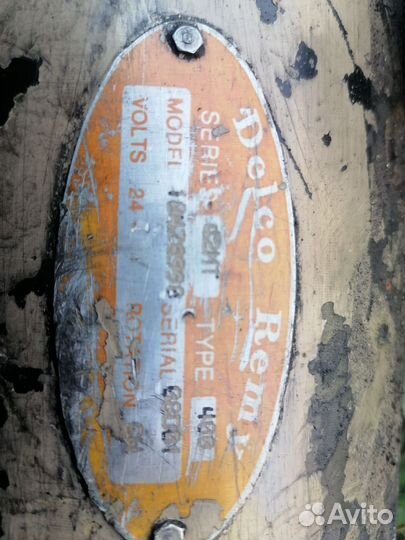 Delco Remy
SERIES 42MT TYPE 400
MODEL SERIAL
VOLTS 24 ROTATION
Avito